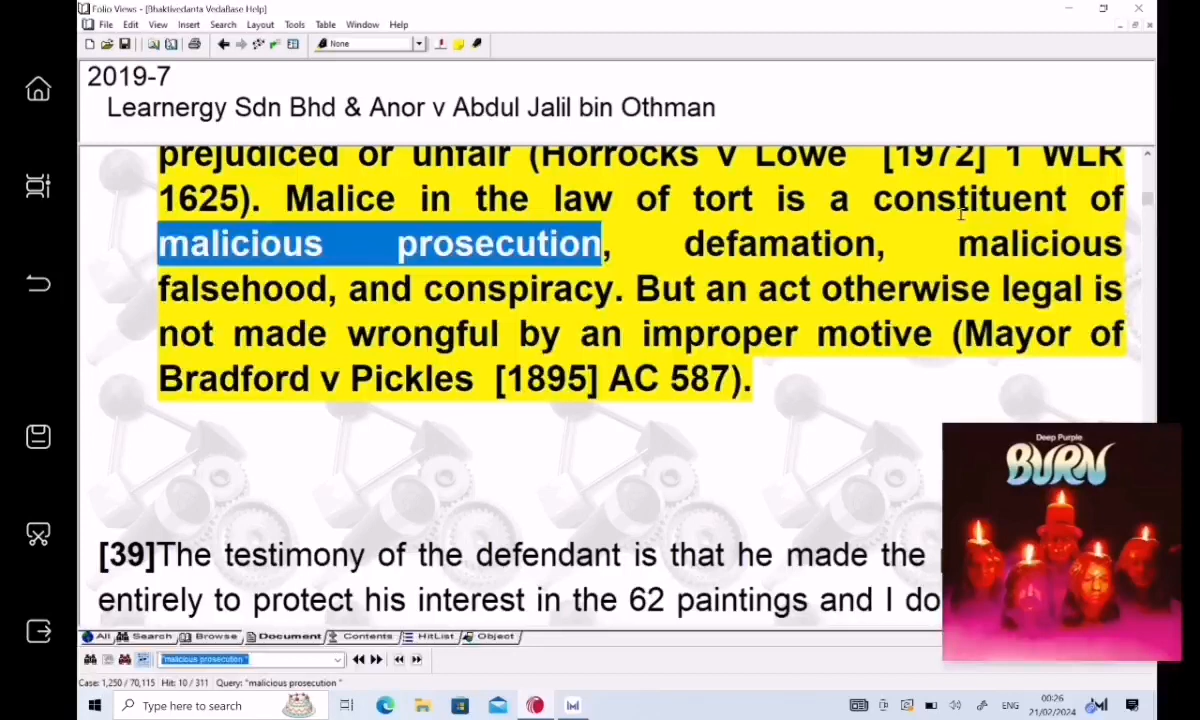 Folio Views - [Bhaktivedanta VedaBase Help]
File Edit View Insert Search Layout Tools Table Window Help
None
2019-7
Learnergy Sdn Bhd & Anor v Abdul Jalil bin Othman
prejudiced or unfair (Horrocks v Lowe [1972] 1 WLR
1625). Malice in the law of tort is a constituent of
malicious prosecution, defamation, malicious
falsehood, and conspiracy. But an act otherwise legal is
not made wrongful by an improper motive (Mayor of
Bradford v Pickles [1895] AC 587).
Deep Purple
BURN
[39]The testimony of the defendant is that he made the
entirely to protect his interest in the 62 paintings and I do
All Search Browse Document Contents HitList Object
"malicious prosecution "
Case: 1,250 / 70,115 Hit: 10 / 311 Query: "malicious prosecution "
Type here to search
ENG
00:26
21/02/2024